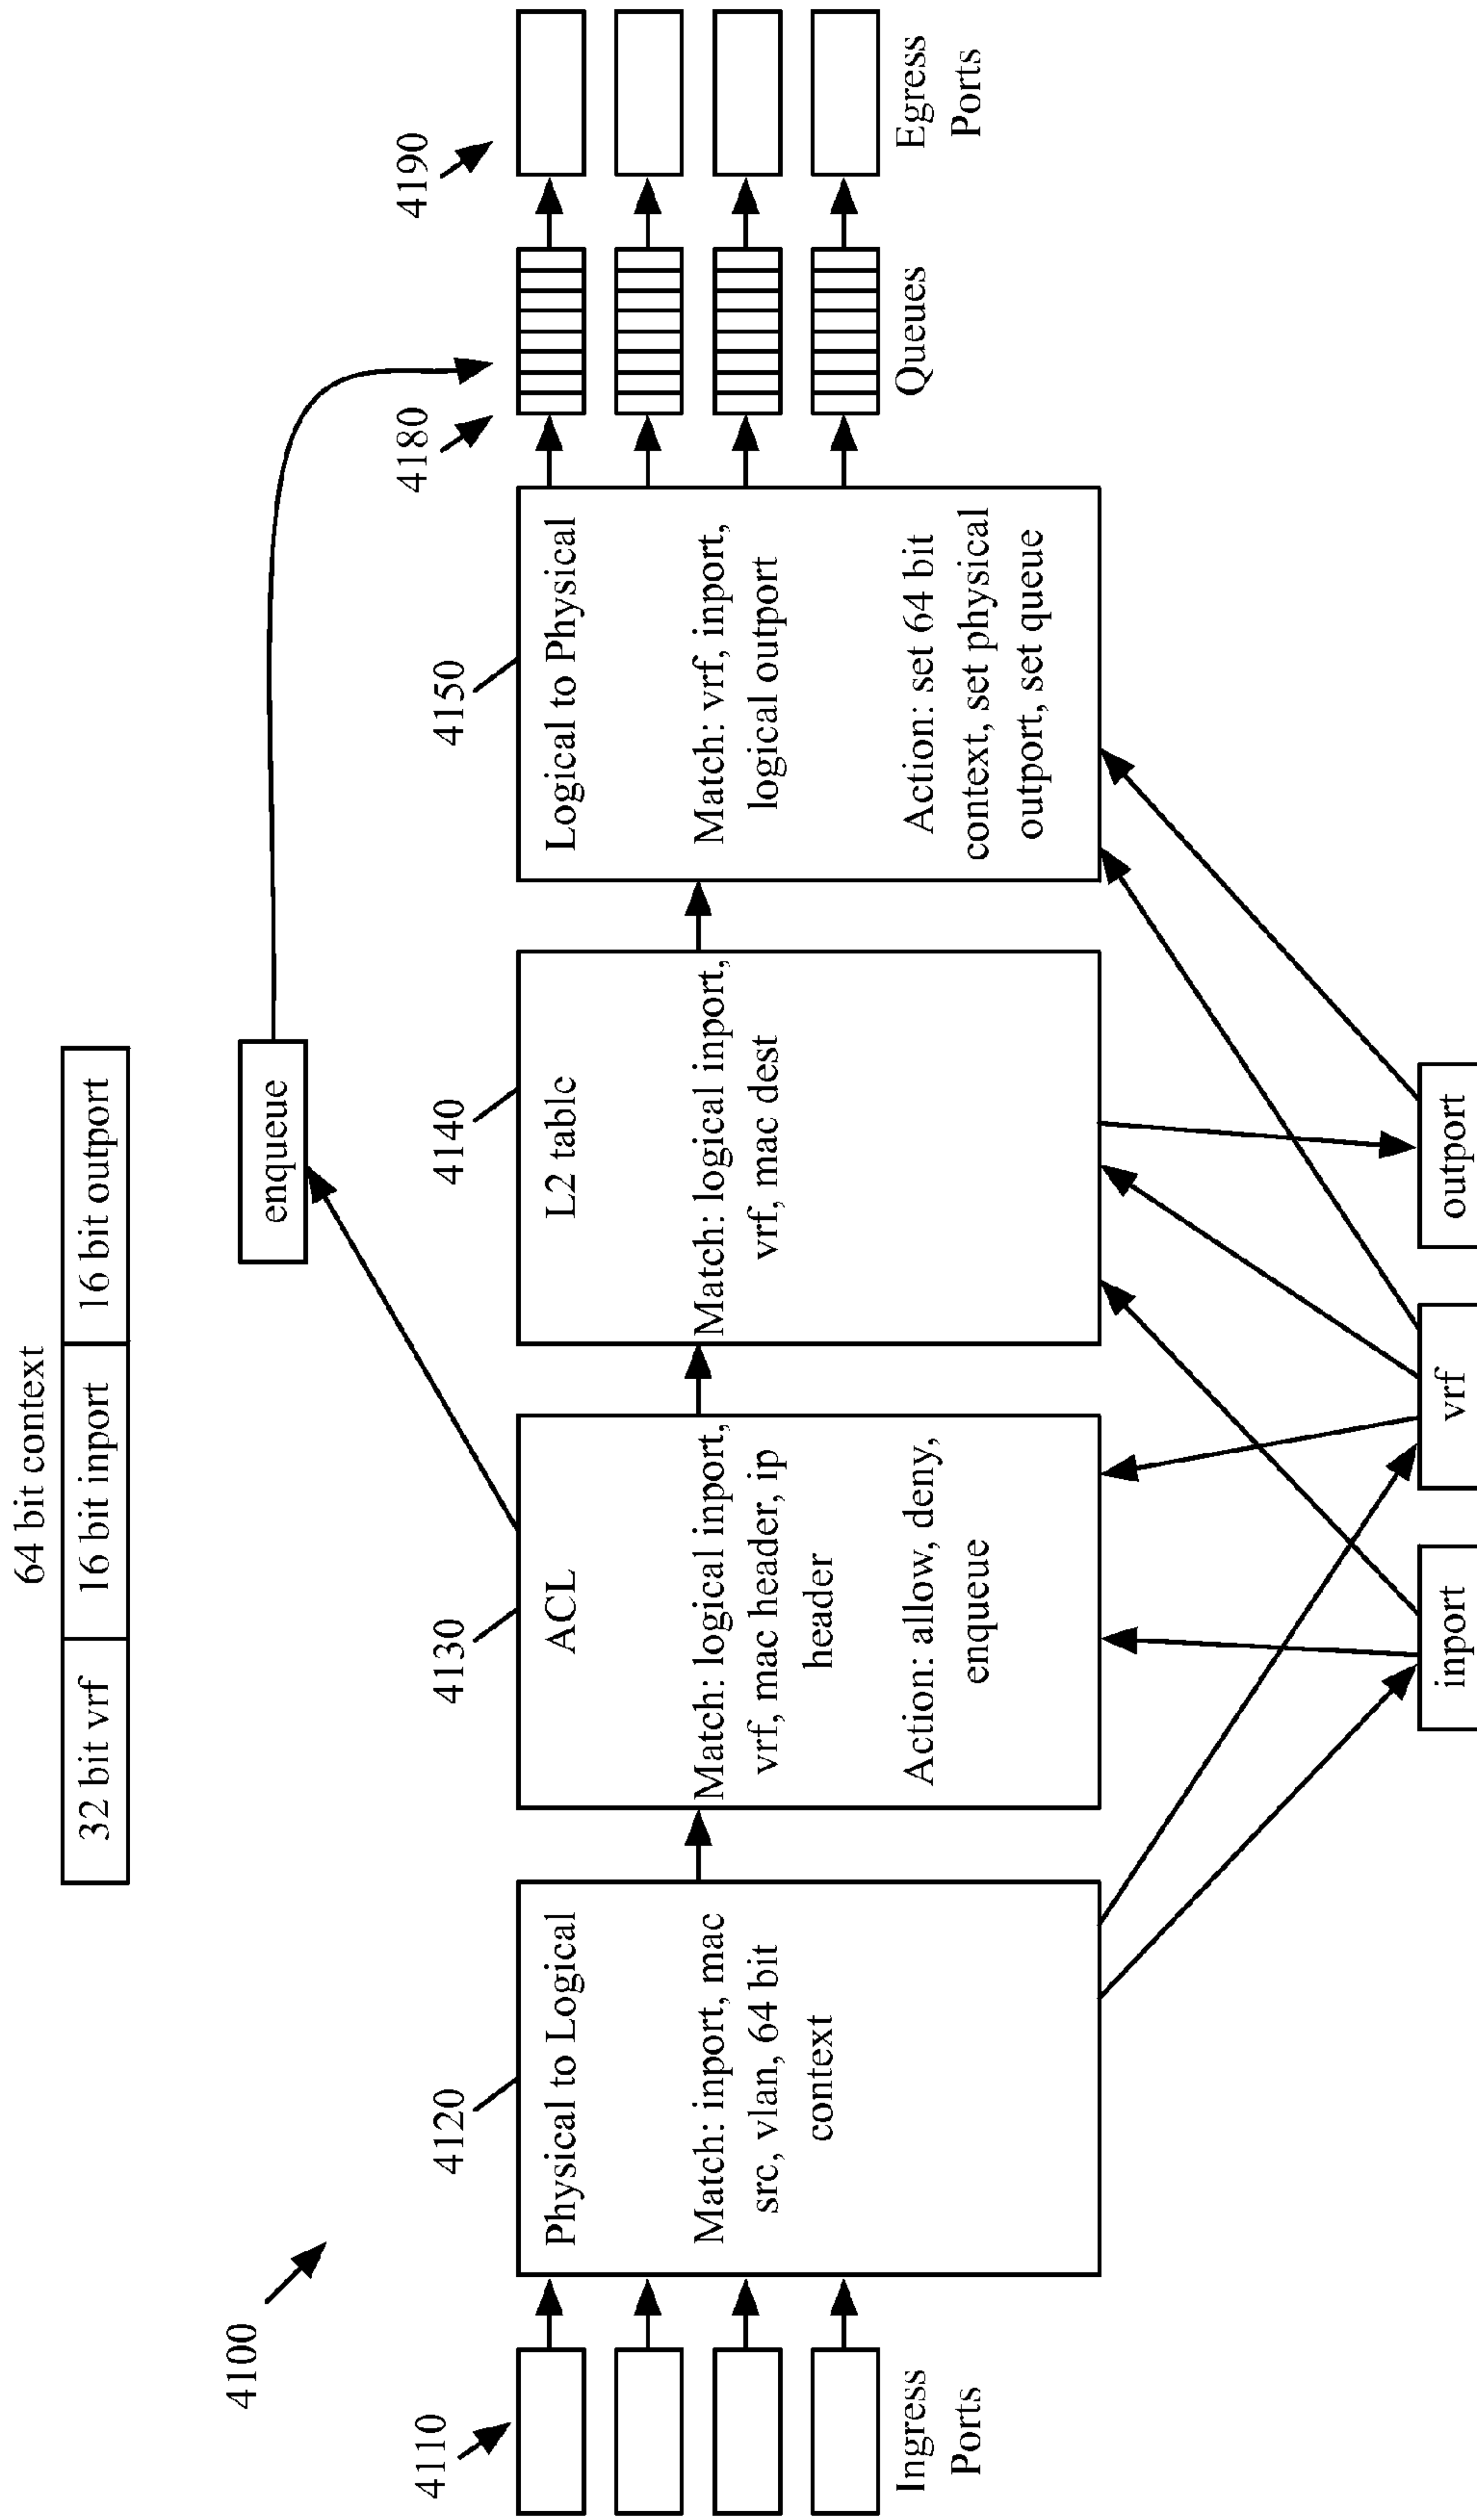 64 bit context
32 bit vrf
16 bit inport
16 bit outport
4100
enqueue
4110
4120
4130
4140
4150
4180
4190
Ingress
Ports
Physical to Logical
Match: inport, mac
src, vlan, 64 bit
context
ACL
Match: logical inport,
vrf, mac header, ip
header
Action: allow, deny,
enqueue
L2 table
Match: logical inport,
vrf, mac dest
Logical to Physical
Match: vrf, inport,
logical outport
Action: set 64 bit
context, set physical
outport, set queue
Queues
Egress
Ports
inport
vrf
outport